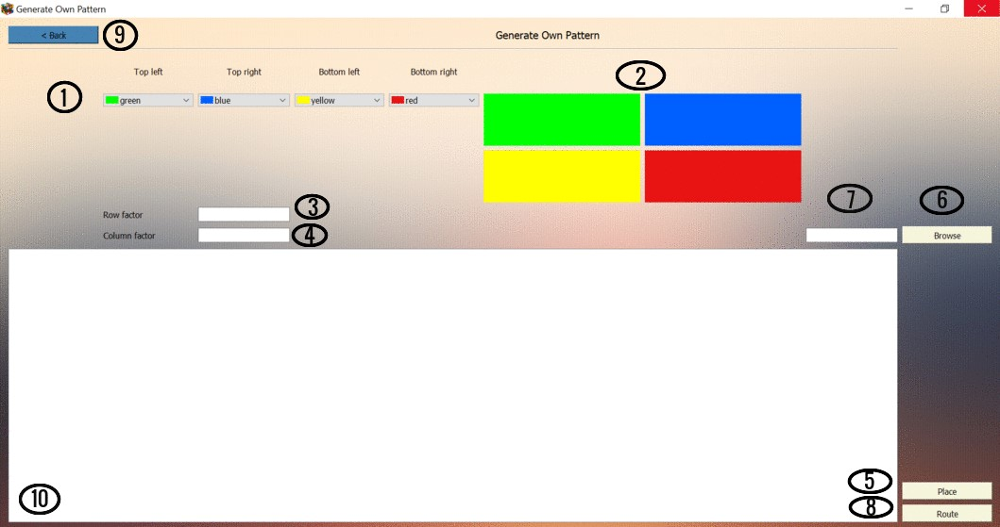 Generate Own Pattern
< Back 9 Generate Own Pattern
Top left Top right Bottom left Bottom right 2
1 green blue yellow red
7 6
Row factor 3
Column factor 4 Browse
5 Place
10 8 Route